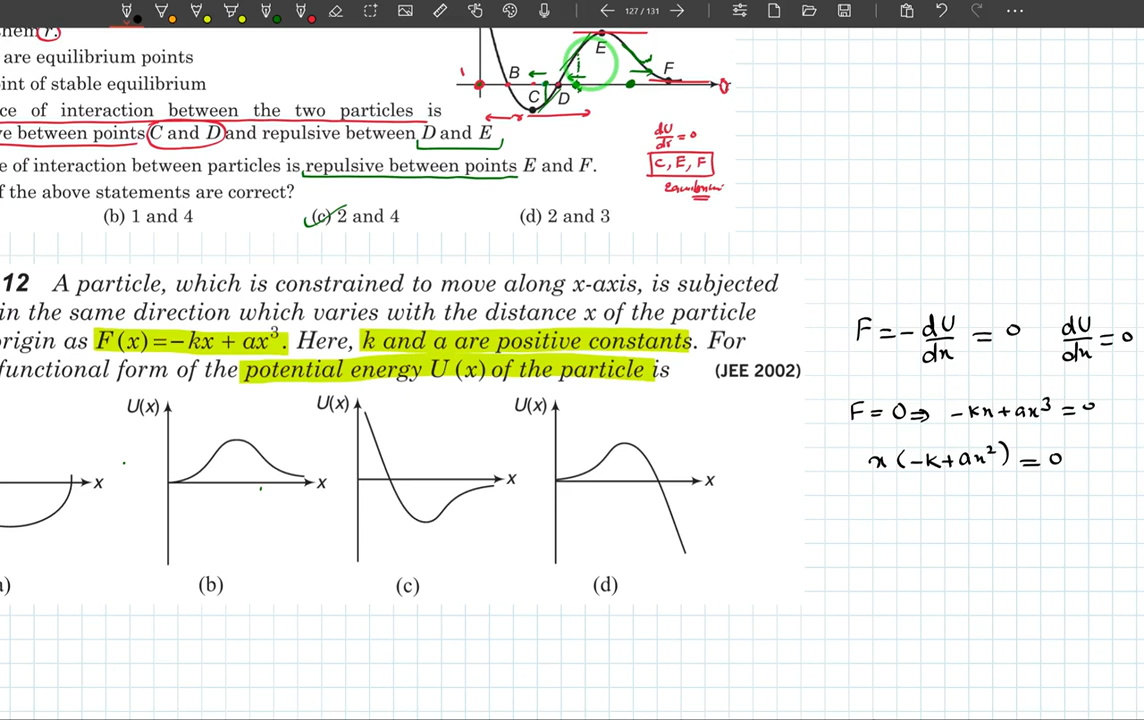 127 / 131
hem r.
are equilibrium points
int of stable equilibrium
ce of interaction between the two particles is
ve between points C and D and repulsive between D and E
e of interaction between particles is repulsive between points E and F.
f the above statements are correct?
(b) 1 and 4 (c) 2 and 4 (d) 2 and 3
B C D E F
dU/dr = 0
C, E, F
12 A particle, which is constrained to move along x-axis, is subjected
in the same direction which varies with the distance x of the particle
rigin as F(x) = −kx + ax³. Here, k and a are positive constants. For
functional form of the potential energy U (x) of the particle is (JEE 2002)
U(x) U(x) U(x)
x x x x
) (b) (c) (d)
F = - dU/dx = 0 dU/dx = 0
F = 0 ⇒ -kx + ax³ = 0
x (-k + ax²) = 0